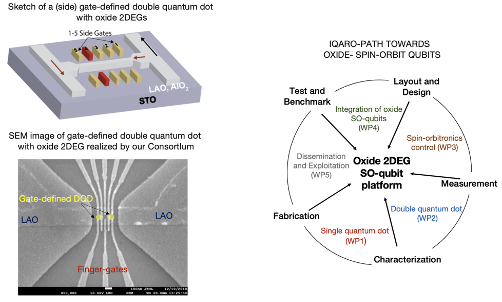 Sketch of a (side) gate-defined double quantum dot
with oxide 2DEGs
1-5 Side Gates
LAO, AlO2
STO
SEM image of gate-defined double quantum dot
with oxide 2DEG realized by our Consortium
Gate-defined DQD
LAO
LAO
Finger-gates
IQARO-PATH TOWARDS
OXIDE- SPIN-ORBIT QUBITS
Test and
Benchmark
Layout and
Design
Integration of oxide
SO-qubits
(WP4)
Spin-orbitronics
control (WP3)
Dissemination
and Exploitation
(WP5)
Oxide 2DEG
SO-qubit
platform
Measurement
Fabrication
Double quantum dot
(WP2)
Single quantum dot
(WP1)
Characterization